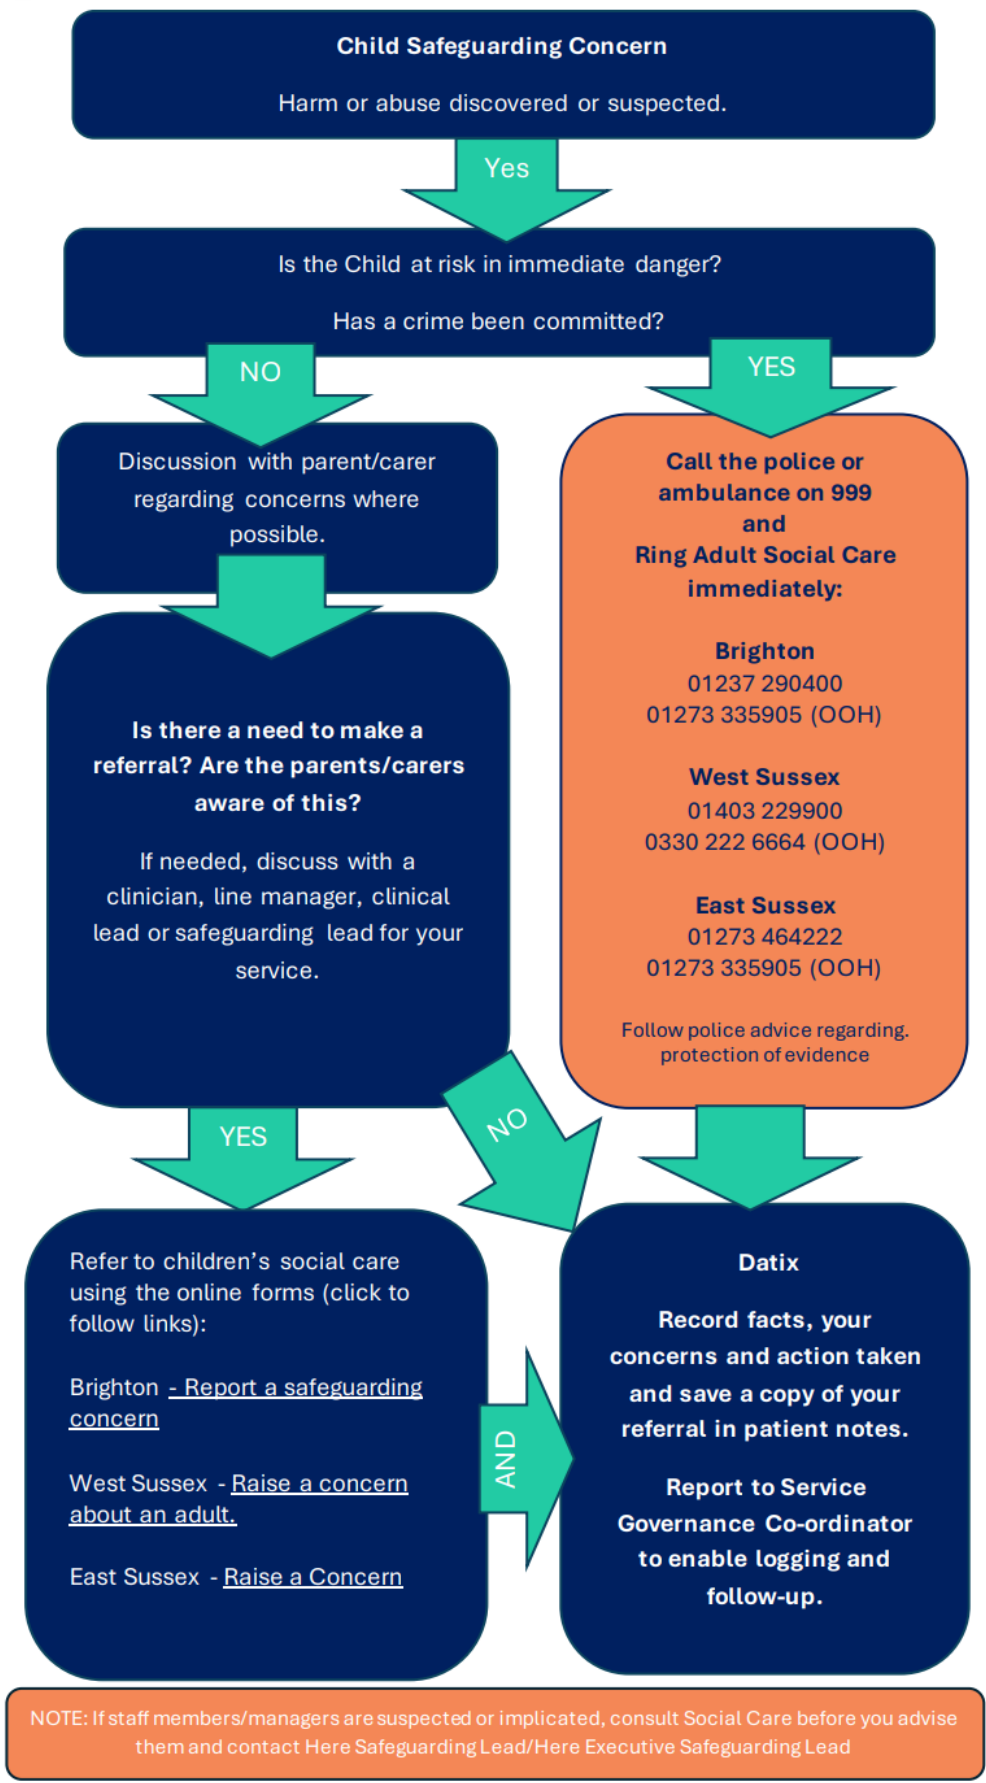 Child Safeguarding Concern
Harm or abuse discovered or suspected.
Yes
Is the Child at risk in immediate danger?
Has a crime been committed?
NO
YES
Discussion with parent/carer
regarding concerns where
possible.
Call the police or
ambulance on 999
and
Ring Adult Social Care
immediately:
Brighton
01237 290400
01273 335905 (OOH)
West Sussex
01403 229900
0330 222 6664 (OOH)
East Sussex
01273 464222
01273 335905 (OOH)
Follow police advice regarding.
protection of evidence
Is there a need to make a
referral? Are the parents/carers
aware of this?
If needed, discuss with a
clinician, line manager, clinical
lead or safeguarding lead for your
service.
YES
NO
Refer to children’s social care
using the online forms (click to
follow links):
Brighton - Report a safeguarding
concern
West Sussex - Raise a concern
about an adult.
East Sussex - Raise a Concern
AND
Datix
Record facts, your
concerns and action taken
and save a copy of your
referral in patient notes.
Report to Service
Governance Co-ordinator
to enable logging and
follow-up.
NOTE: If staff members/managers are suspected or implicated, consult Social Care before you advise
them and contact Here Safeguarding Lead/Here Executive Safeguarding Lead